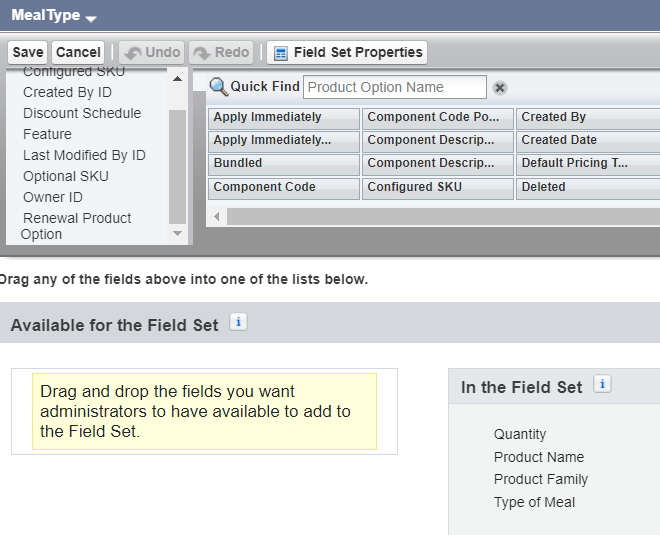 MealType
Save Cancel Undo Redo Field Set Properties
Configured SKU
Created By ID
Discount Schedule
Feature
Last Modified By ID
Optional SKU
Owner ID
Renewal Product
Option
Quick Find Product Option Name
Apply Immediately Component Code Po... Created By
Apply Immediately... Component Descrip... Created Date
Bundled Component Descrip... Default Pricing T...
Component Code Configured SKU Deleted
Drag any of the fields above into one of the lists below.
Available for the Field Set i
Drag and drop the fields you want
administrators to have available to add to
the Field Set.
In the Field Set i
Quantity
Product Name
Product Family
Type of Meal